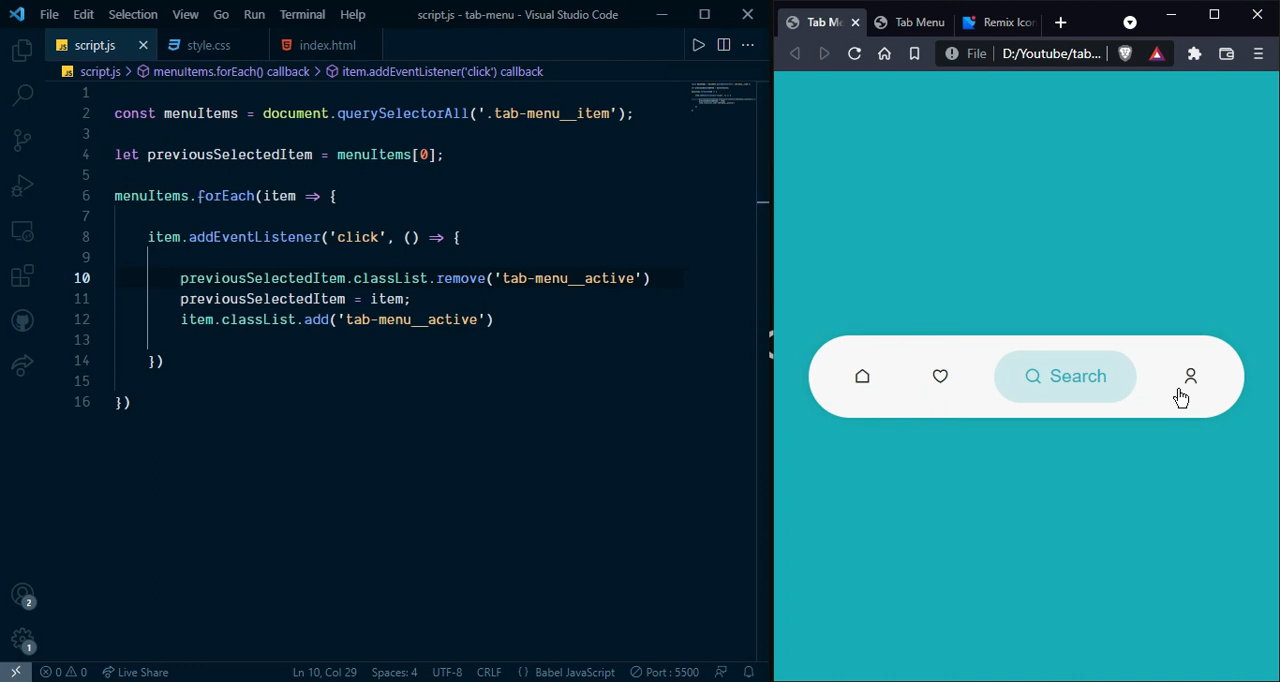 File Edit Selection View Go Run Terminal Help script.js - tab-menu - Visual Studio Code
script.js style.css index.html
script.js > menuItems.forEach() callback > item.addEventListener('click') callback
1
2 const menuItems = document.querySelectorAll('.tab-menu__item');
3
4 let previousSelectedItem = menuItems[0];
5
6 menuItems.forEach(item ⇒ {
7
8 item.addEventListener('click', () ⇒ {
9
10 previousSelectedItem.classList.remove('tab-menu__active')
11 previousSelectedItem = item;
12 item.classList.add('tab-menu__active')
13
14 })
15
16 })
2
1
0 0 Live Share Ln 10, Col 29 Spaces: 4 UTF-8 CRLF {} Babel JavaScript Port : 5500
Tab M Tab Menu Remix Icon
File D:/Youtube/tab...
Search